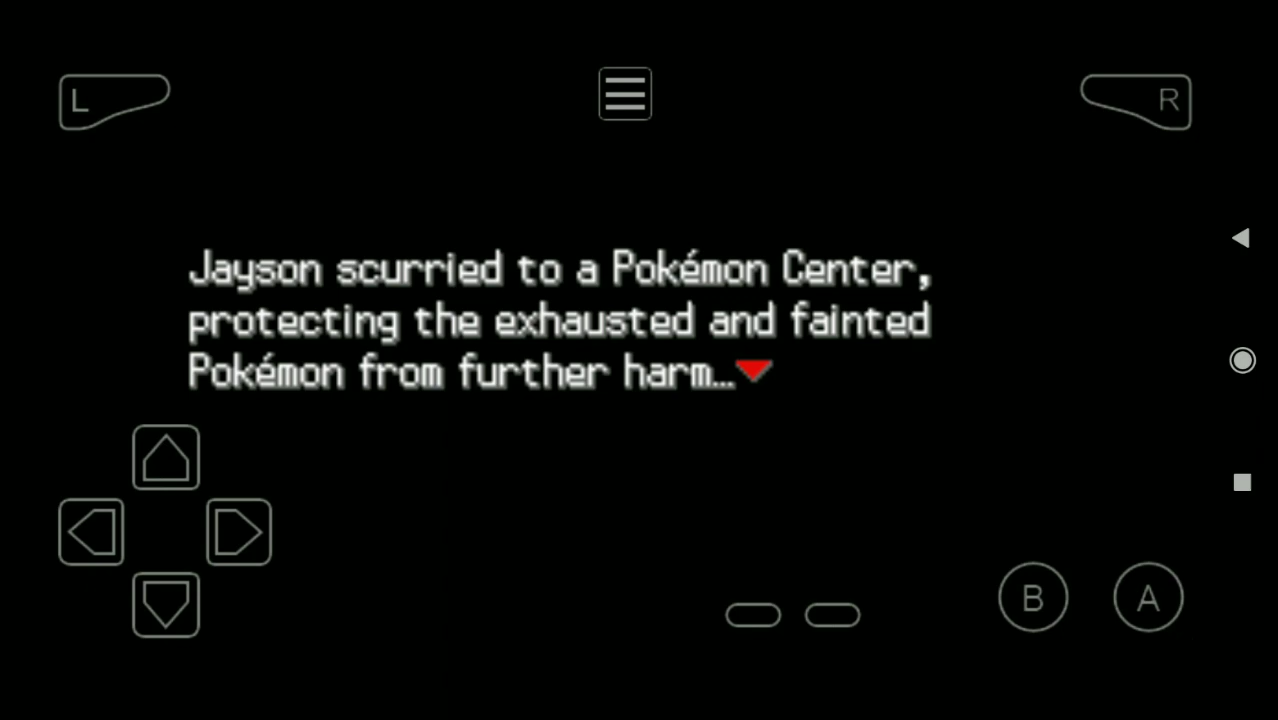 L
R
Jayson scurried to a Pokémon Center,
protecting the exhausted and fainted
Pokémon from further harm…
B
A